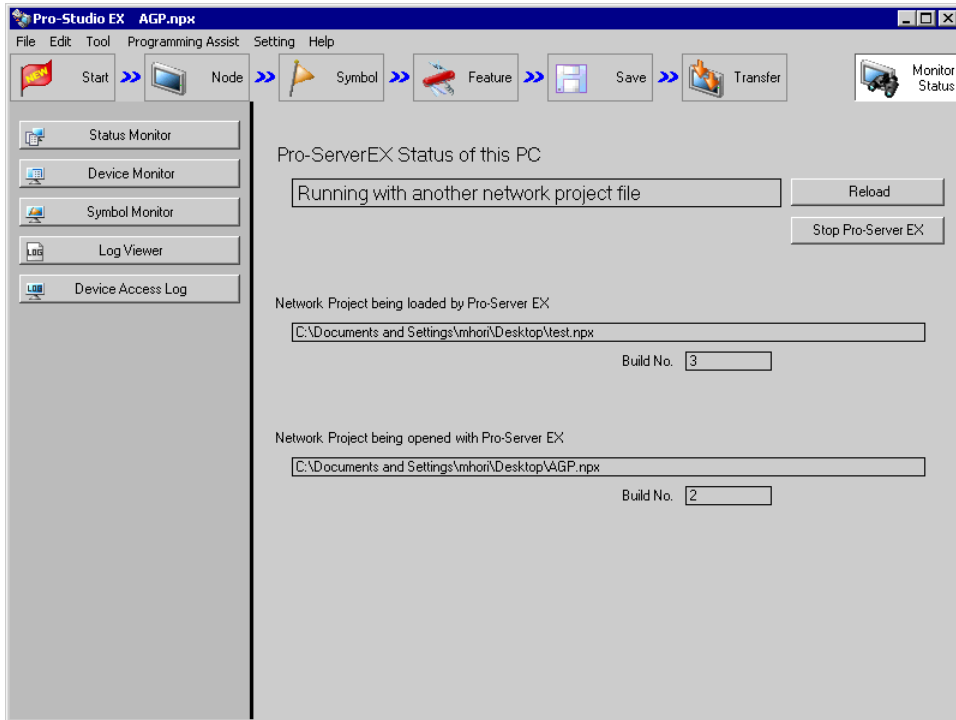 Pro-Studio EX AGP.npx
File Edit Tool Programming Assist Setting Help
NEW Start Node Symbol Feature Save Transfer Monitor
Status
Status Monitor
Device Monitor
Symbol Monitor
LOG Log Viewer
LOG Device Access Log
Pro-ServerEX Status of this PC
Running with another network project file
Reload
Stop Pro-Server EX
Network Project being loaded by Pro-Server EX
C:\Documents and Settings\mhori\Desktop\test.npx
Build No. 3
Network Project being opened with Pro-Server EX
C:\Documents and Settings\mhori\Desktop\AGP.npx
Build No. 2